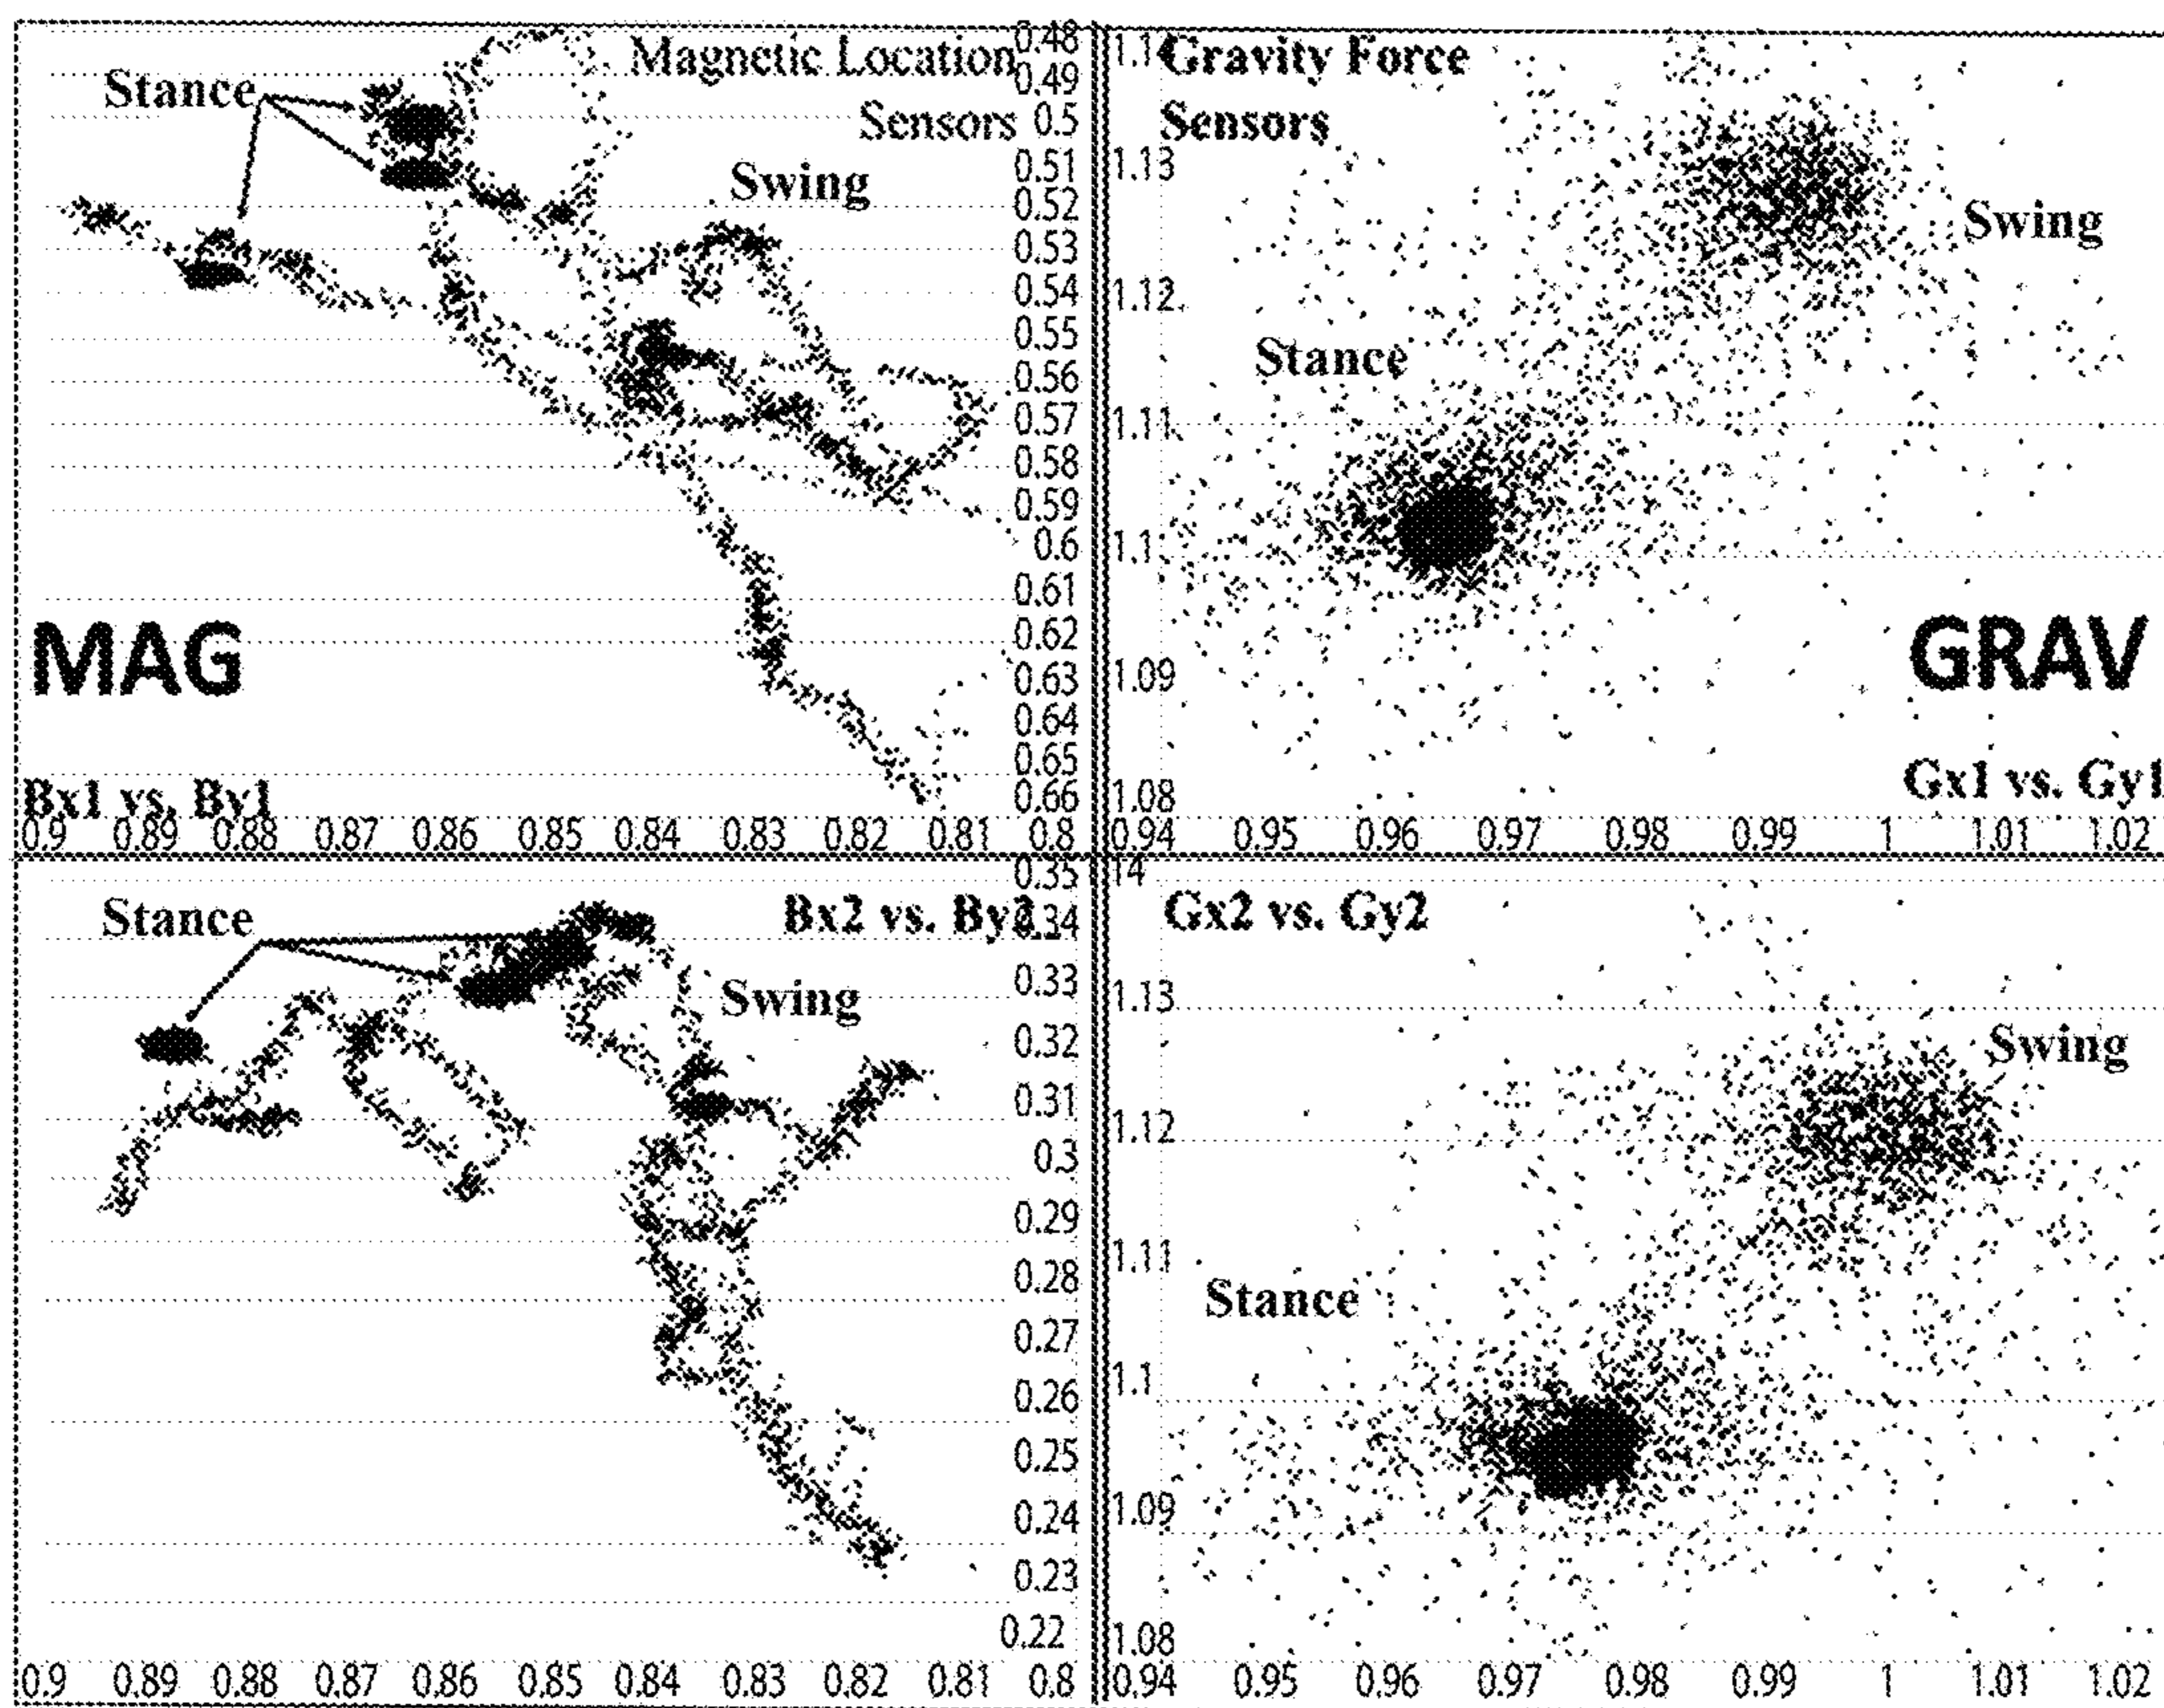 Magnetic Location
Sensors
Stance
Swing
MAG
Bx1 vs. By1
0.48
0.49
0.5
0.51
0.52
0.53
0.54
0.55
0.56
0.57
0.58
0.59
0.6
0.61
0.62
0.63
0.64
0.65
0.66
0.9 0.89 0.88 0.87 0.86 0.85 0.84 0.83 0.82 0.81 0.8
Gravity Force
Sensors
Swing
Stance
GRAV
Gx1 vs. Gy1
1.14
1.13
1.12
1.11
1.1
1.09
1.08
0.94 0.95 0.96 0.97 0.98 0.99 1 1.01 1.02
Stance
Bx2 vs. By2
Swing
0.35
0.34
0.33
0.32
0.31
0.3
0.29
0.28
0.27
0.26
0.25
0.24
0.23
0.22
0.9 0.89 0.88 0.87 0.86 0.85 0.84 0.83 0.82 0.81 0.8
Gx2 vs. Gy2
Swing
Stance
14
1.13
1.12
1.11
1.1
1.09
1.08
0.94 0.95 0.96 0.97 0.98 0.99 1 1.01 1.02